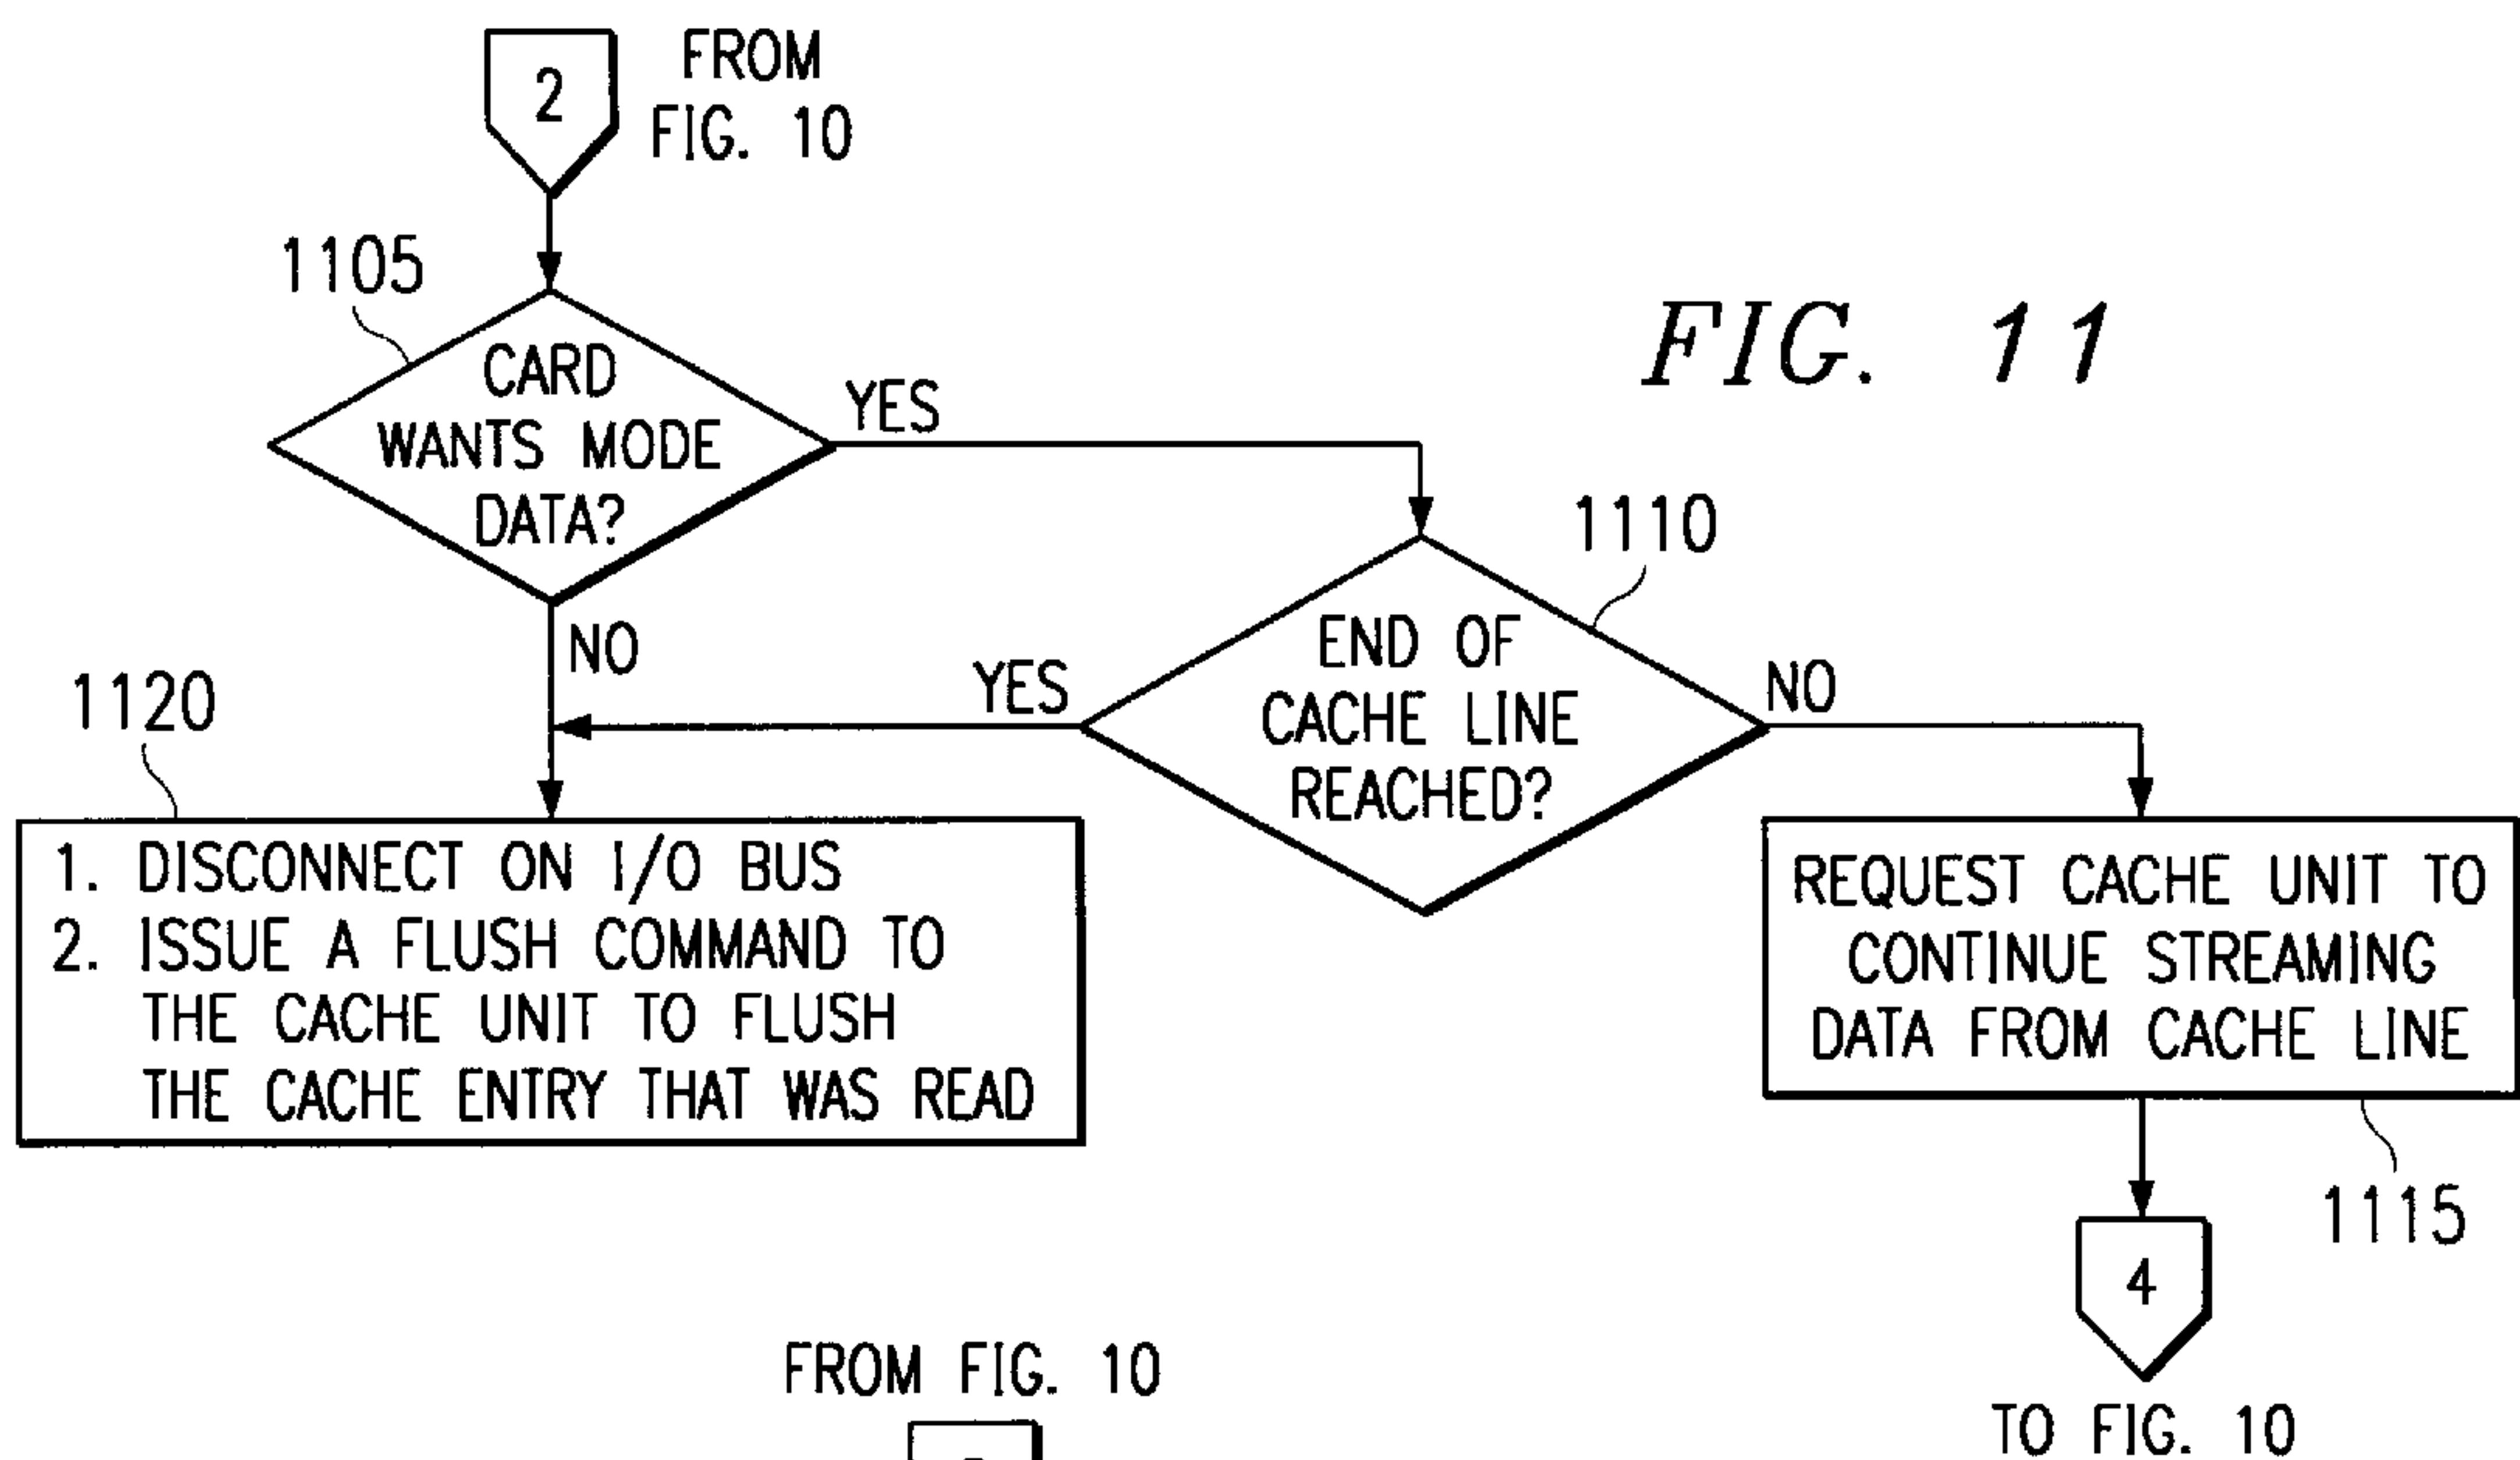 2
FROM
FIG. 10
1105
CARD
WANTS MODE
DATA?
YES
FIG. 11
1110
END OF
CACHE LINE
REACHED?
NO
YES
NO
1120
1. DISCONNECT ON I/O BUS
2. ISSUE A FLUSH COMMAND TO
THE CACHE UNIT TO FLUSH
THE CACHE ENTRY THAT WAS READ
REQUEST CACHE UNIT TO
CONTINUE STREAMING
DATA FROM CACHE LINE
1115
4
TO FIG. 10
FROM FIG. 10